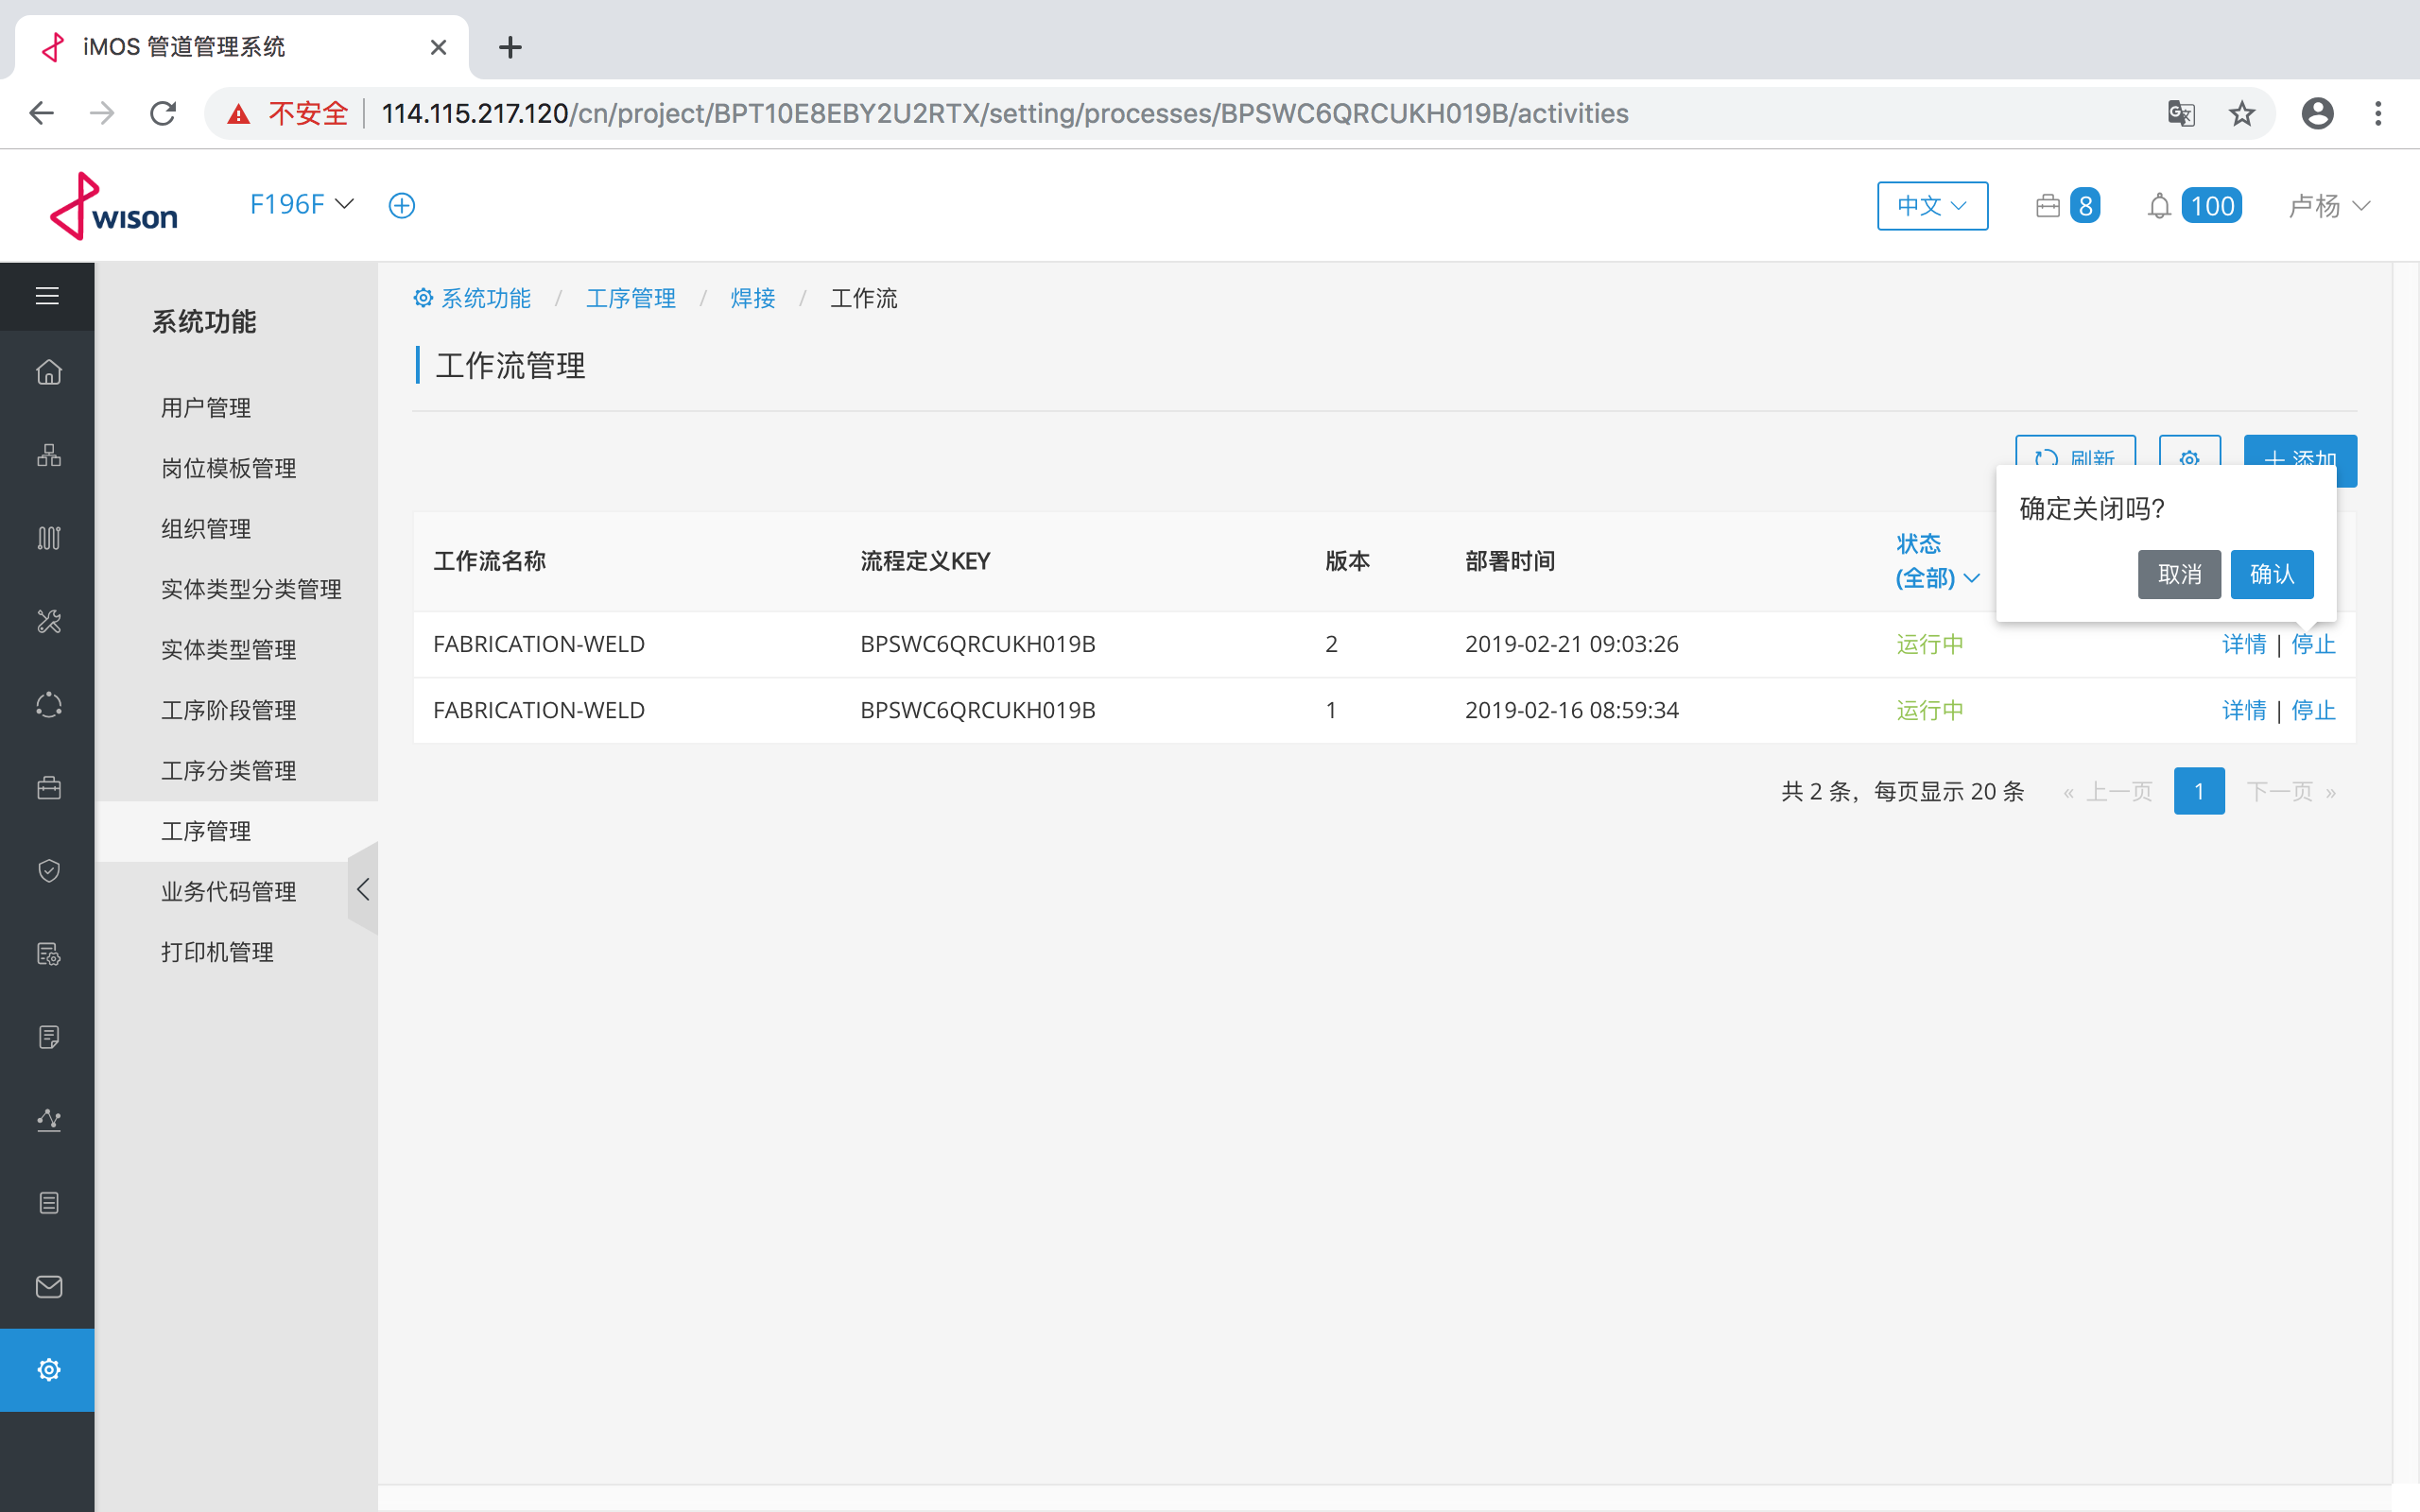 iMOS 管道管理系统
不安全 114.115.217.120/cn/project/BPT10E8EBY2U2RTX/setting/processes/BPSWC6QRCUKH019B/activities
wison F196F 中文 8 100 卢杨
系统功能 / 工序管理 / 焊接 / 工作流
系统功能
工作流管理
用户管理
岗位模板管理
组织管理
实体类型分类管理
实体类型管理
工序阶段管理
工序分类管理
工序管理
业务代码管理
打印机管理
刷新 添加
确定关闭吗?
取消 确认
工作流名称 流程定义KEY 版本 部署时间 状态
(全部)
FABRICATION-WELD BPSWC6QRCUKH019B 2 2019-02-21 09:03:26 运行中 详情 | 停止
FABRICATION-WELD BPSWC6QRCUKH019B 1 2019-02-16 08:59:34 运行中 详情 | 停止
共 2 条，每页显示 20 条 « 上一页 1 下一页 »